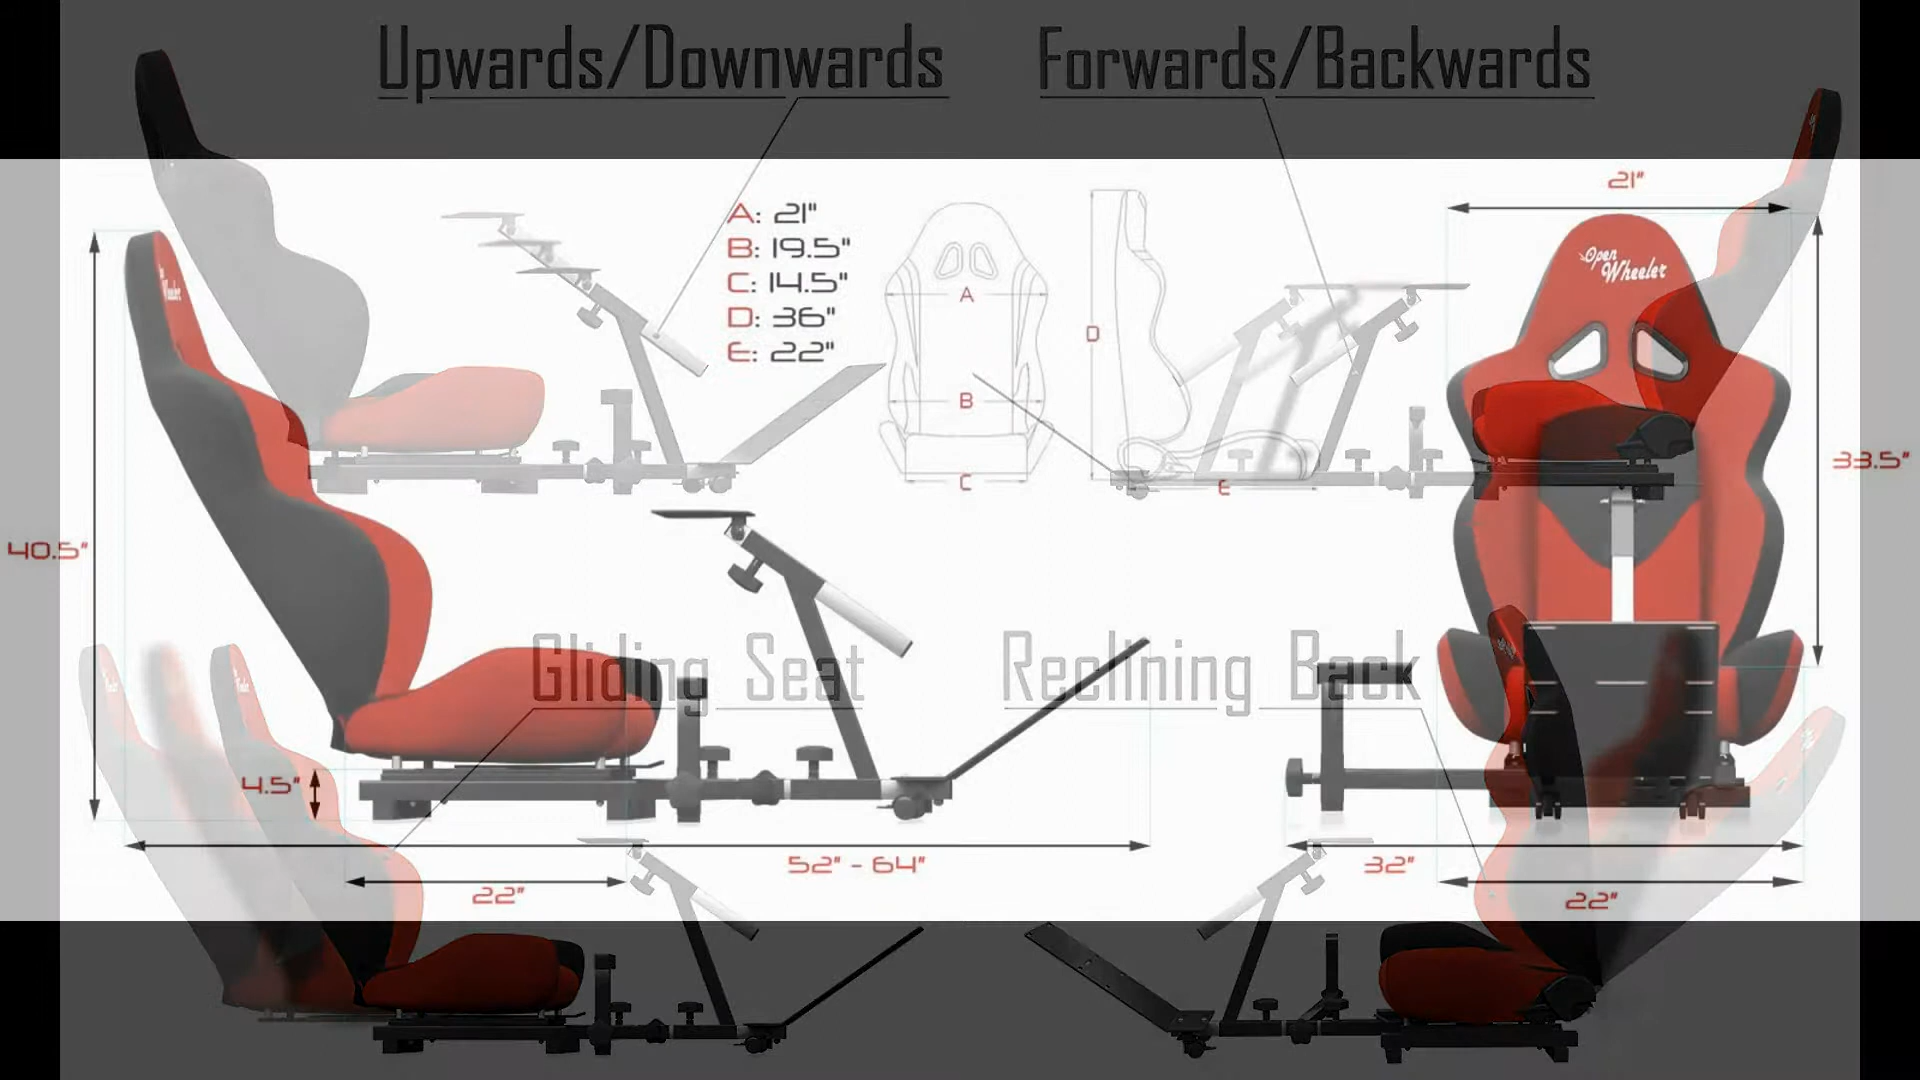 Upwards/Downwards
Forwards/Backwards
21"
A: 21"
B: 19.5"
C: 14.5"
D: 36"
E: 22"
A
B
C
D
E
Open
Wheeler
Wheeler
33.5"
40.5"
Gliding Seat
Reclining Back
4.5"
52" - 64"
22"
32"
22"